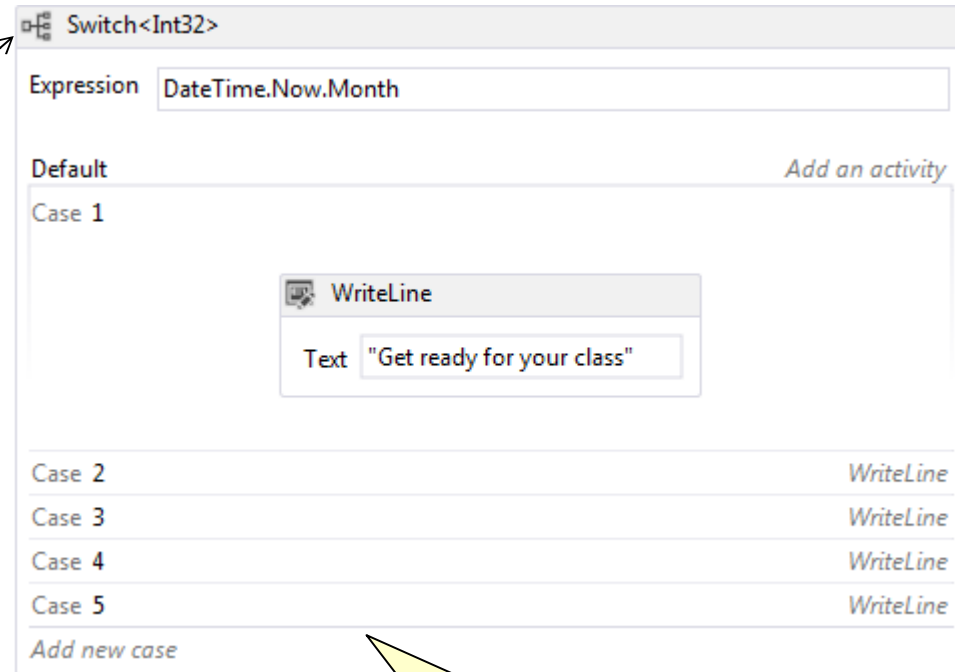 Switch<Int32>
Expression DateTime.Now.Month
Default Add an activity
Case 1
WriteLine
Text "Get ready for your class"
Case 2 WriteLine
Case 3 WriteLine
Case 4 WriteLine
Case 5 WriteLine
Add new case